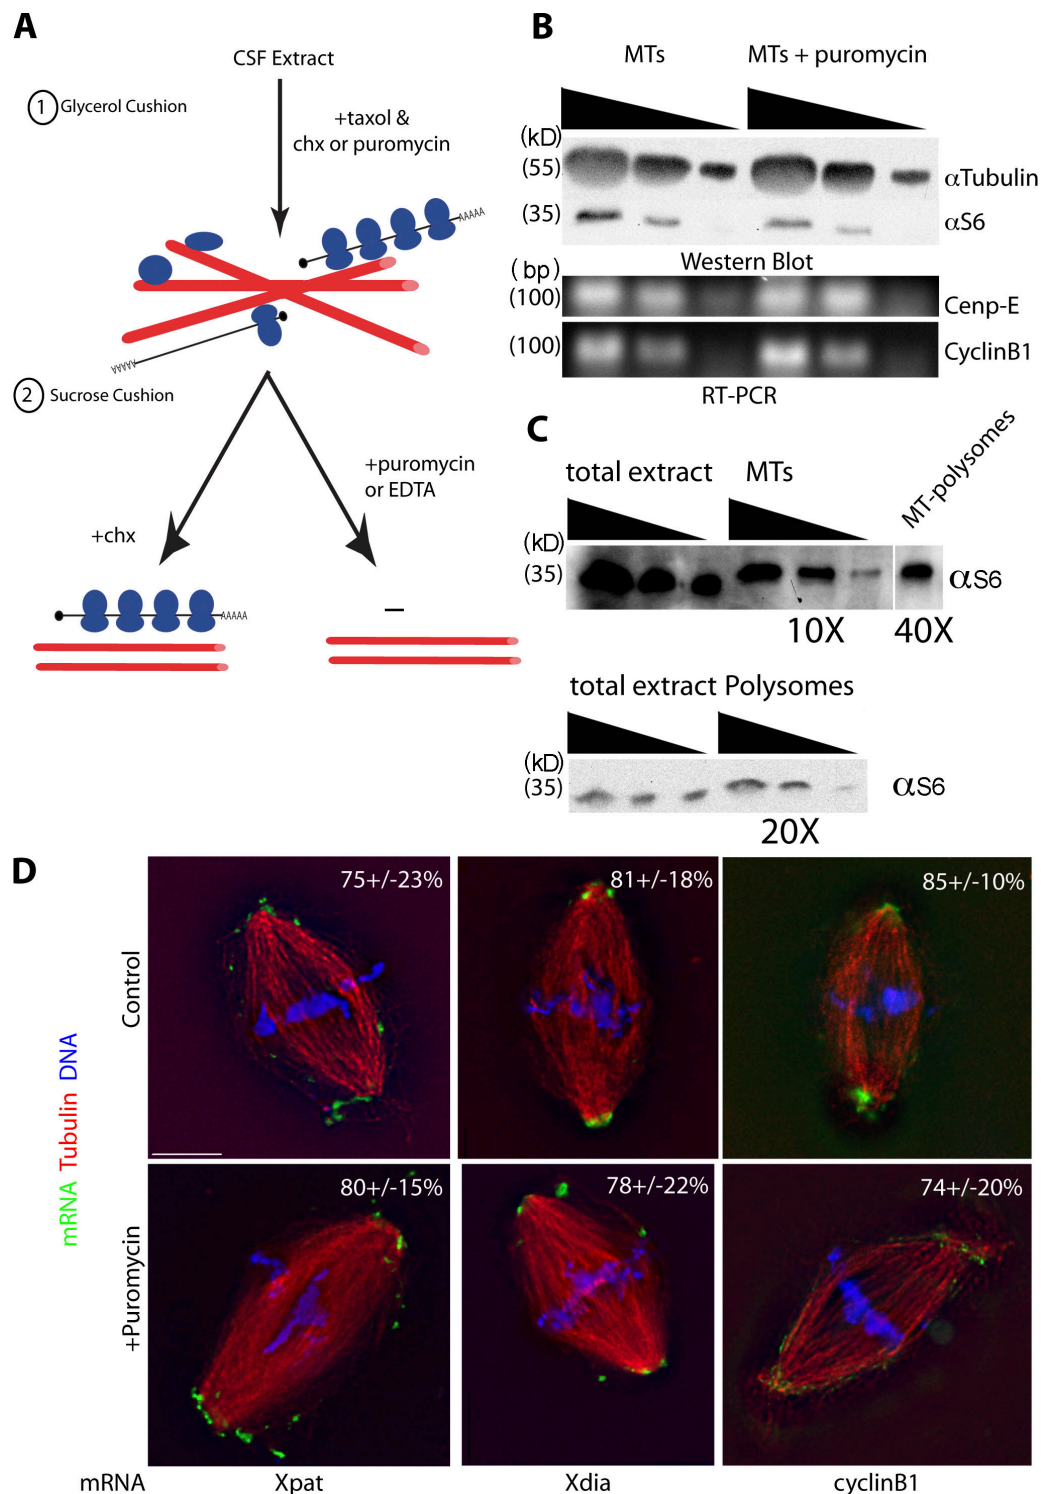 A
CSF Extract
1 Glycerol Cushion
+taxol &
chx or puromycin
AAAAA
AAAAA
2 Sucrose Cushion
+puromycin
or EDTA
+chx
AAAAA
B
MTs
MTs + puromycin
(kD)
(55)
αTubulin
(35)
αS6
Western Blot
(bp)
(100)
Cenp-E
(100)
CyclinB1
RT-PCR
C
total extract
MTs
MT-polysomes
(kD)
(35)
αS6
10X
40X
total extract Polysomes
(kD)
(35)
αS6
20X
D
75+/-23%
81+/-18%
85+/-10%
Control
mRNA Tubulin DNA
80+/-15%
78+/-22%
74+/-20%
+Puromycin
mRNA
Xpat
Xdia
cyclinB1